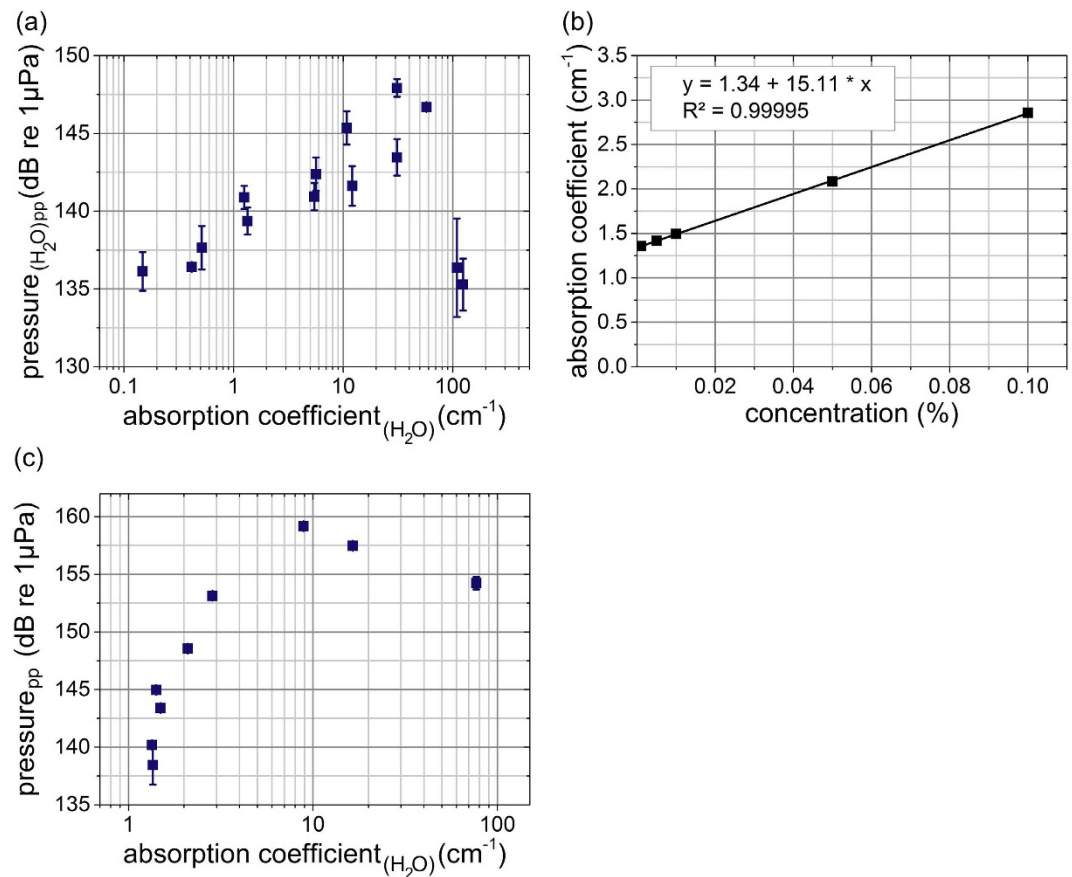 (a)
pressure(H2O)pp(dB re 1µPa)
150
145
140
135
130
0.1 1 10 100
absorption coefficient(H2O)(cm-1)
(b)
absorption coefficient (cm-1)
3.5
3.0
2.5
2.0
1.5
1.0
0.5
0.0
y = 1.34 + 15.11 * x
R² = 0.99995
0.02 0.04 0.06 0.08 0.10
concentration (%)
(c)
pressurepp (dB re 1µPa)
160
155
150
145
140
135
1 10 100
absorption coefficient(H2O)(cm-1)